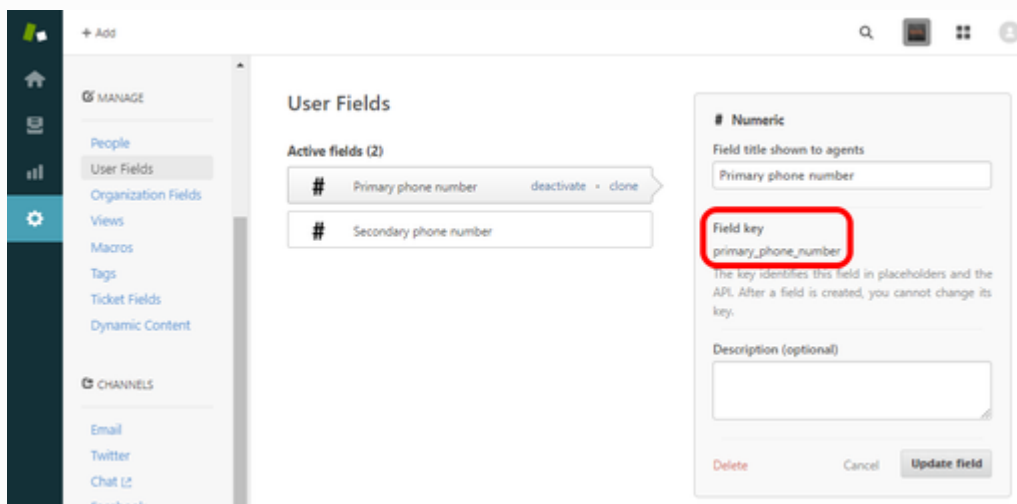 + Add
MANAGE
People
User Fields
Organization Fields
Views
Macros
Tags
Ticket Fields
Dynamic Content
CHANNELS
Email
Twitter
Chat
User Fields
Active fields (2)
# Primary phone number deactivate - clone
# Secondary phone number
# Numeric
Field title shown to agents
Primary phone number
Field key
primary_phone_number
The key identifies this field in placeholders and the
API. After a field is created, you cannot change its
key.
Description (optional)
Delete Cancel Update field